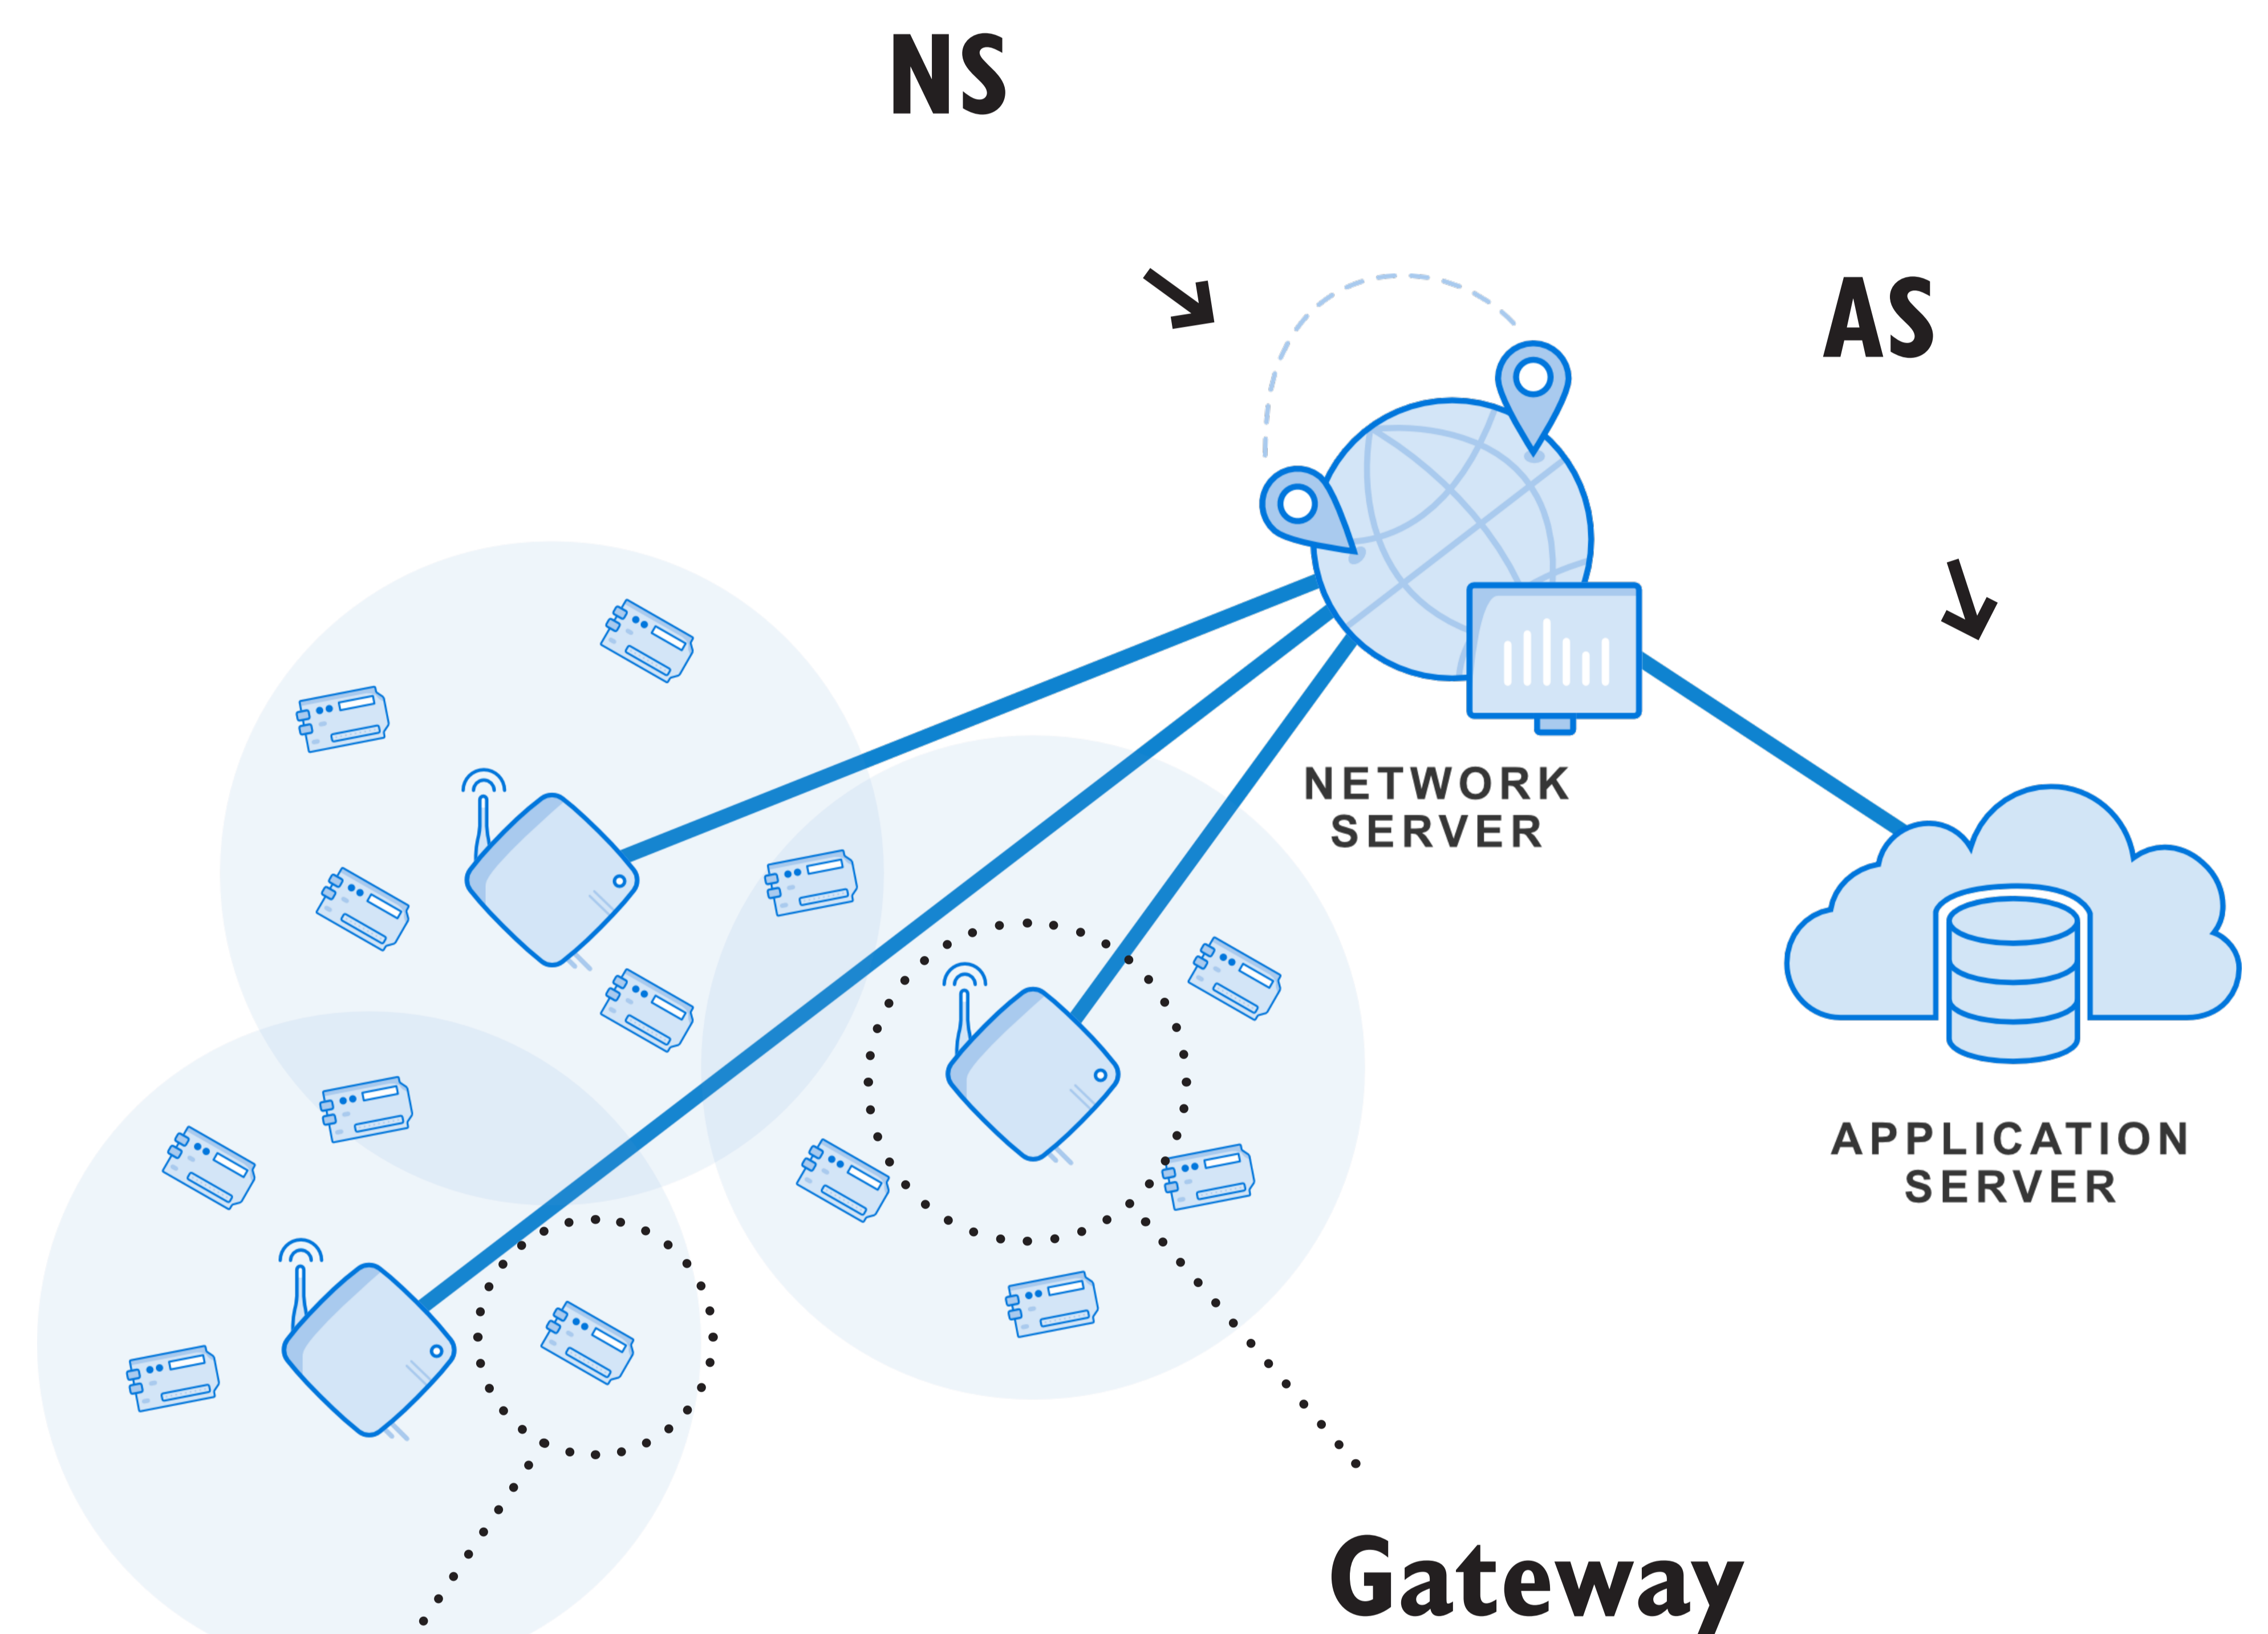 NS
AS
NETWORK
SERVER
APPLICATION
SERVER
Gateway